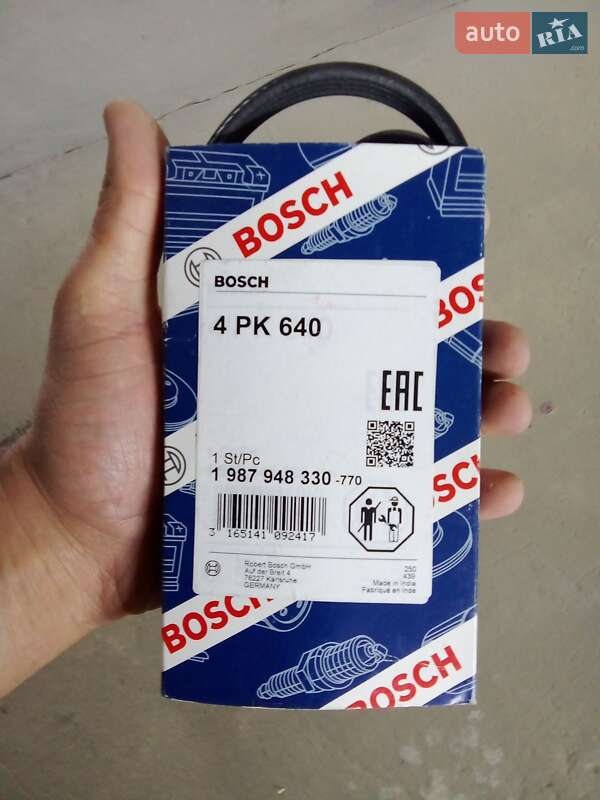 auto RIA.com
BOSCH
BOSCH
4 PK 640
EAC
1 St/Pc
1 987 948 330 -770
3 165141 092417
Robert Bosch GmbH
Auf der Breit 4
76227 Karlsruhe
GERMANY
250
439
Made in India
Fabriqué en Inde
BOSCH
BOSCH